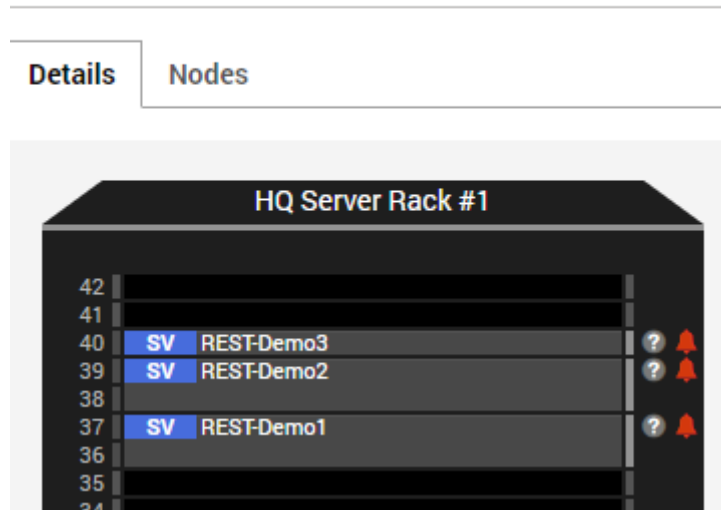 Details Nodes
HQ Server Rack #1
42
41
40 SV REST-Demo3 ?
39 SV REST-Demo2 ?
38
37 SV REST-Demo1 ?
36
35
34